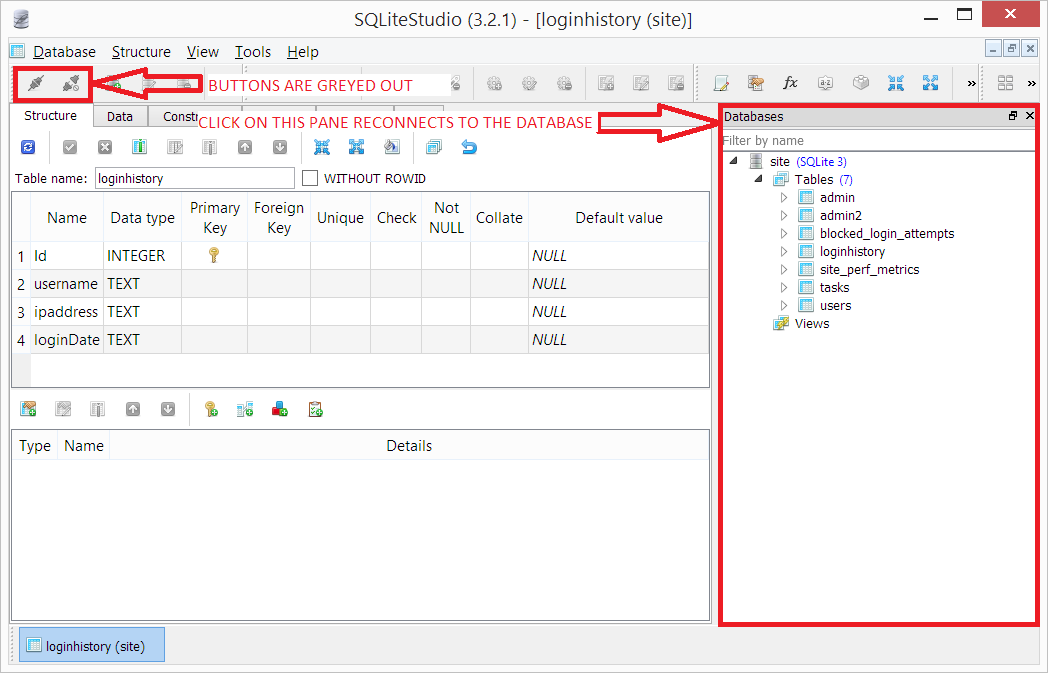 SQLiteStudio (3.2.1) - [loginhistory (site)]
Database Structure View Tools Help
BUTTONS ARE GREYED OUT
Structure Data
CLICK ON THIS PANE RECONNECTS TO THE DATABASE
Databases
Filter by name
Table name: loginhistory WITHOUT ROWID
Name Data type Primary Key Foreign Key Unique Check Not NULL Collate Default value
1 Id INTEGER NULL
2 username TEXT NULL
3 ipaddress TEXT NULL
4 loginDate TEXT NULL
site (SQLite 3)
Tables (7)
admin
admin2
blocked_login_attempts
loginhistory
site_perf_metrics
tasks
users
Views
Type Name Details
loginhistory (site)